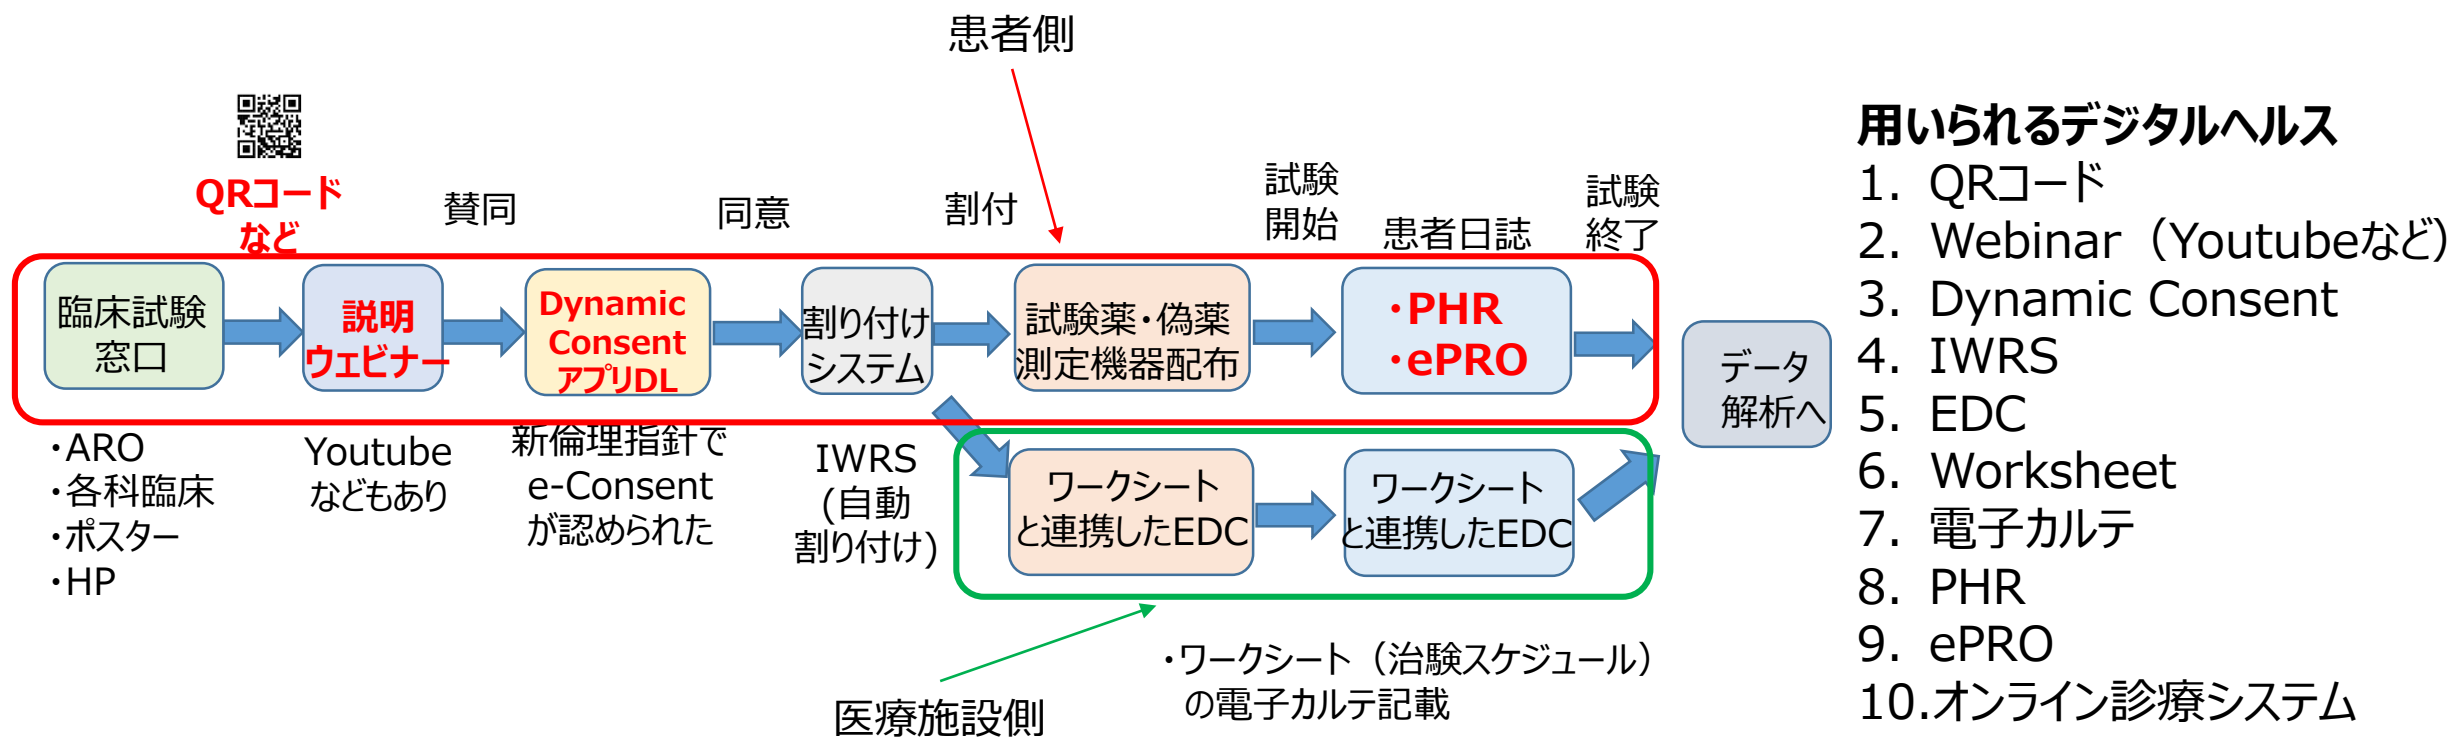 患者側
QRコード
など
賛同
同意
割付
試験
開始
患者日誌
試験
終了
臨床試験
窓口
説明
ウェビナー
Dynamic
Consent
アプリDL
割り付け
システム
試験薬・偽薬
測定機器配布
・PHR
・ePRO
データ
解析へ
・ARO
・各科臨床
・ポスター
・HP
Youtube
などもあり
新倫理指針で
e-Consent
が認められた
IWRS
(自動
割り付け)
ワークシート
と連携したEDC
ワークシート
と連携したEDC
医療施設側
・ワークシート（治験スケジュール）
の電子カルテ記載
用いられるデジタルヘルス
1. QRコード
2. Webinar（Youtubeなど）
3. Dynamic Consent
4. IWRS
5. EDC
6. Worksheet
7. 電子カルテ
8. PHR
9. ePRO
10.オンライン診療システム